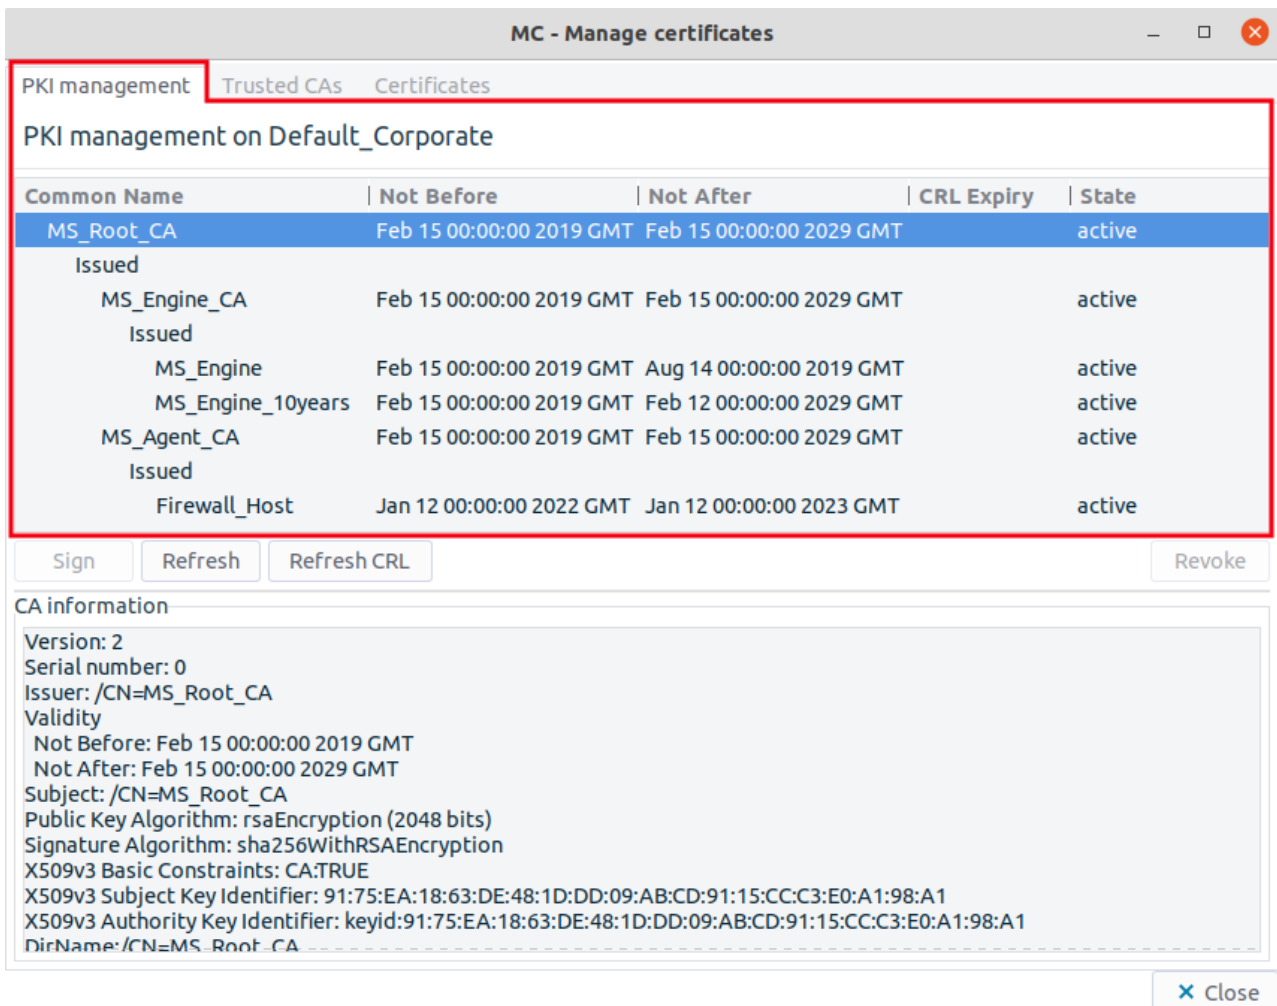 MC - Manage certificates
PKI management Trusted CAs Certificates
PKI management on Default_Corporate
Common Name Not Before Not After CRL Expiry State
MS_Root_CA Feb 15 00:00:00 2019 GMT Feb 15 00:00:00 2029 GMT active
Issued
MS_Engine_CA Feb 15 00:00:00 2019 GMT Feb 15 00:00:00 2029 GMT active
Issued
MS_Engine Feb 15 00:00:00 2019 GMT Aug 14 00:00:00 2019 GMT active
MS_Engine_10years Feb 15 00:00:00 2019 GMT Feb 12 00:00:00 2029 GMT active
MS_Agent_CA Feb 15 00:00:00 2019 GMT Feb 15 00:00:00 2029 GMT active
Issued
Firewall_Host Jan 12 00:00:00 2022 GMT Jan 12 00:00:00 2023 GMT active
Sign Refresh Refresh CRL Revoke
CA information
Version: 2
Serial number: 0
Issuer: /CN=MS_Root_CA
Validity
Not Before: Feb 15 00:00:00 2019 GMT
Not After: Feb 15 00:00:00 2029 GMT
Subject: /CN=MS_Root_CA
Public Key Algorithm: rsaEncryption (2048 bits)
Signature Algorithm: sha256WithRSAEncryption
X509v3 Basic Constraints: CA:TRUE
X509v3 Subject Key Identifier: 91:75:EA:18:63:DE:48:1D:DD:09:AB:CD:91:15:CC:C3:E0:A1:98:A1
X509v3 Authority Key Identifier: keyid:91:75:EA:18:63:DE:48:1D:DD:09:AB:CD:91:15:CC:C3:E0:A1:98:A1
DirName:/CN=MS_Root_CA
Close